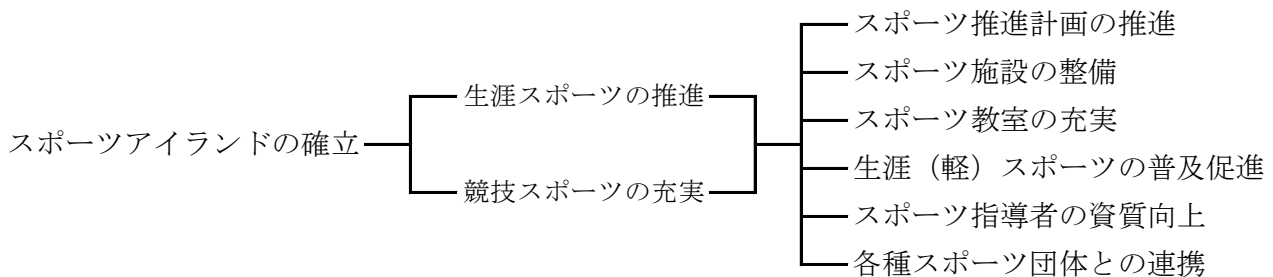 スポーツアイランドの確立
生涯スポーツの推進
競技スポーツの充実
スポーツ推進計画の推進
スポーツ施設の整備
スポーツ教室の充実
生涯（軽）スポーツの普及促進
スポーツ指導者の資質向上
各種スポーツ団体との連携